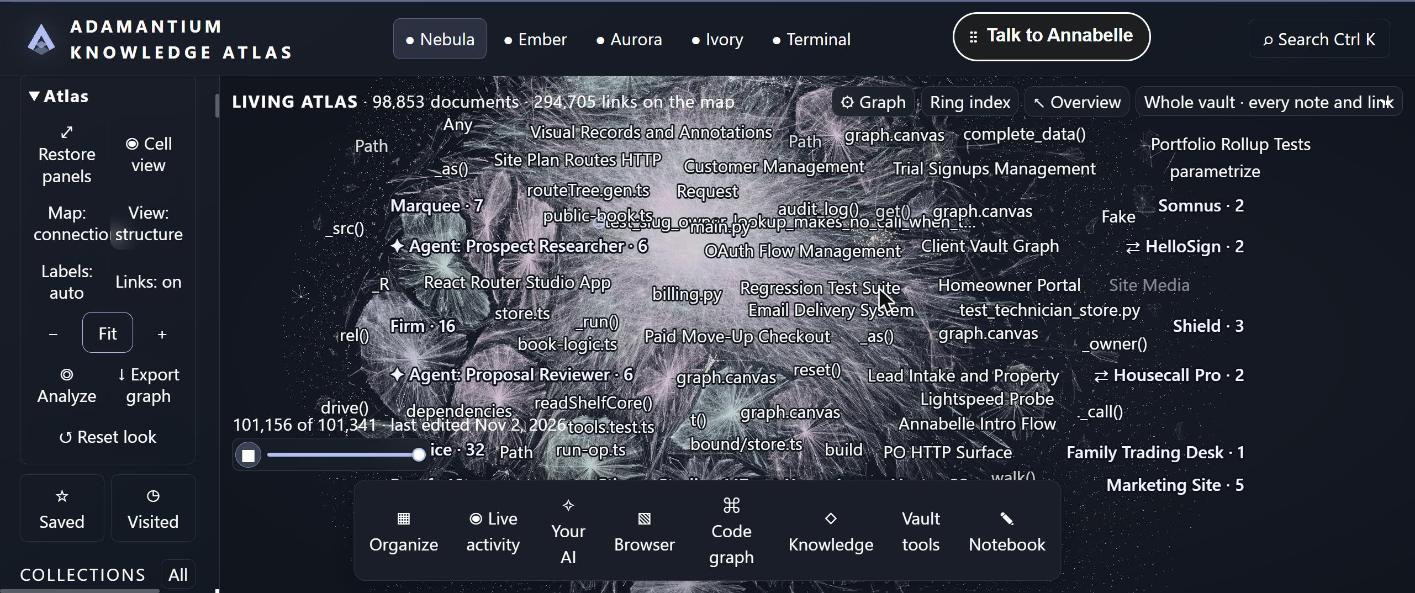 ADAMANTIUM
KNOWLEDGE ATLAS
Nebula
Ember
Aurora
Ivory
Terminal
Talk to Annabelle
Search Ctrl K
Atlas
Restore panels
Cell view
Map: connectio
View: structure
Labels: auto
Links: on
− Fit +
Analyze
Export graph
Reset look
Saved
Visited
COLLECTIONS
All
LIVING ATLAS · 98,853 documents · 294,705 links on the map
Graph
Ring index
Overview
Whole vault · every note and link
Any
Visual Records and Annotations
Path
graph.canvas
complete_data()
Path
Portfolio Rollup Tests
_as()
Site Plan Routes HTTP
Customer Management
Trial Signups Management
parametrize
routeTree.gen.ts
Request
Marquee · 7
public-book.ts
audit_log()
get()
graph.canvas
Fake
Somnus · 2
_src()
main.py
Agent: Prospect Researcher · 6
OAuth Flow Management
Client Vault Graph
HelloSign · 2
_R
React Router Studio App
billing.py
Regression Test Suite
Homeowner Portal
Site Media
store.ts
Email Delivery System
test_technician_store.py
Firm · 16
_run()
rel()
book-logic.ts
Paid Move-Up Checkout
_as()
graph.canvas
Shield · 3
_owner()
Agent: Proposal Reviewer · 6
graph.canvas
reset()
Lead Intake and Property
Housecall Pro · 2
drive()
dependencies
readShelfCore()
Lightspeed Probe
t()
graph.canvas
_call()
101,156 of 101,341 · last edited Nov 2, 2026
tools.test.ts
Annabelle Intro Flow
ice · 32
Path
run-op.ts
bound/store.ts
build
PO HTTP Surface
Family Trading Desk · 1
walk()
Marketing Site · 5
Organize
Live activity
Your AI
Browser
Code graph
Knowledge
Vault tools
Notebook